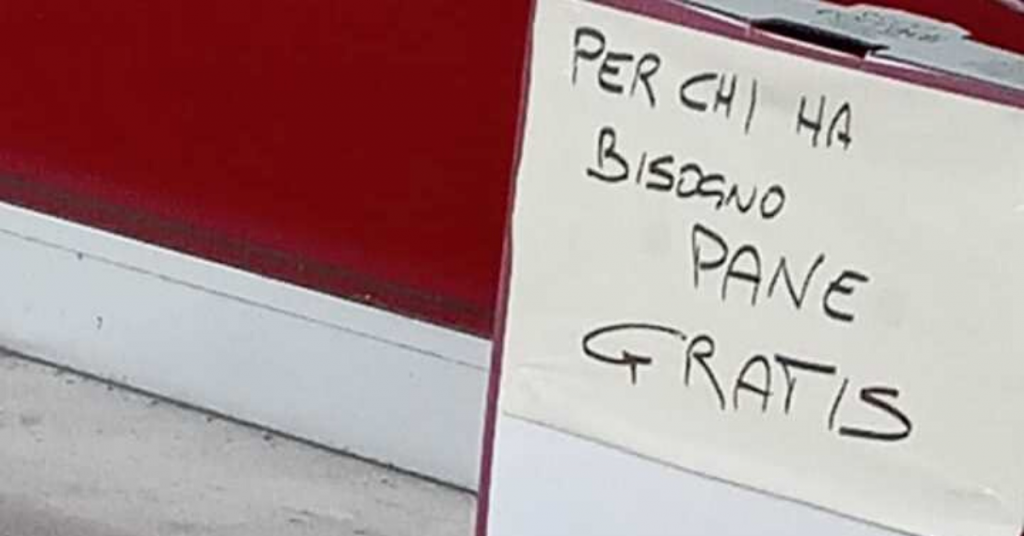 PER CHI HA
BISOGNO
PANE
GRATIS